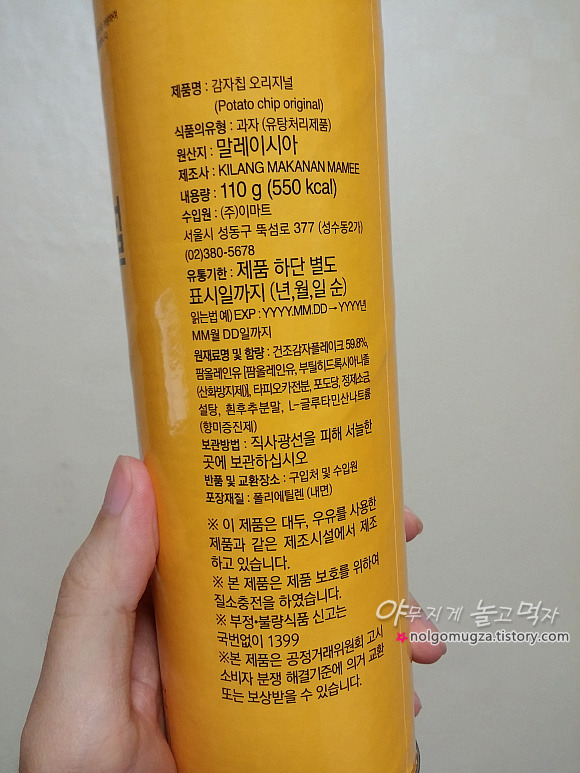 제품명 : 감자칩 오리지널
(Potato chip original)
식품의유형 : 과자 (유탕처리제품)
원산지 : 말레이시아
제조사 : KILANG MAKANAN MAMEE
내용량 : 110 g (550 kcal)
수입원 : (주)이마트
서울시 성동구 뚝섬로 377 (성수동2가)
(02)380-5678
유통기한 : 제품 하단 별도
표시일까지 (년,월,일 순)
읽는법 예) EXP : YYYY.MM.DD → YYYY년
MM월 DD일까지
원재료명 및 함량 : 건조감자플레이크 59.8%,
팜올레인유 [팜올레인유, 부틸히드록시아니졸
(산화방지제)], 타피오카전분, 포도당, 정제소금
설탕, 흰후추분말, L-글루타민산나트륨
(향미증진제)
보관방법 : 직사광선을 피해 서늘한
곳에 보관하십시오
반품 및 교환장소 : 구입처 및 수입원
포장재질 : 폴리에틸렌 (내면)
※ 이 제품은 대두, 우유를 사용한
제품과 같은 제조시설에서 제조
하고 있습니다.
※ 본 제품은 제품 보호를 위하여
질소충전을 하였습니다.
※ 부정·불량식품 신고는
국번없이 1399
※본 제품은 공정거래위원회 고시
소비자 분쟁 해결기준에 의거 교환
또는 보상받을 수 있습니다.
야무지게 놀고먹자
nolgomugza.tistory.com